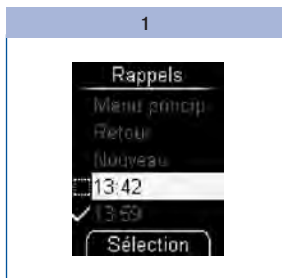 1
Rappels
Menu princip.
Retour
Nouveau
13:42
13:59
Sélection